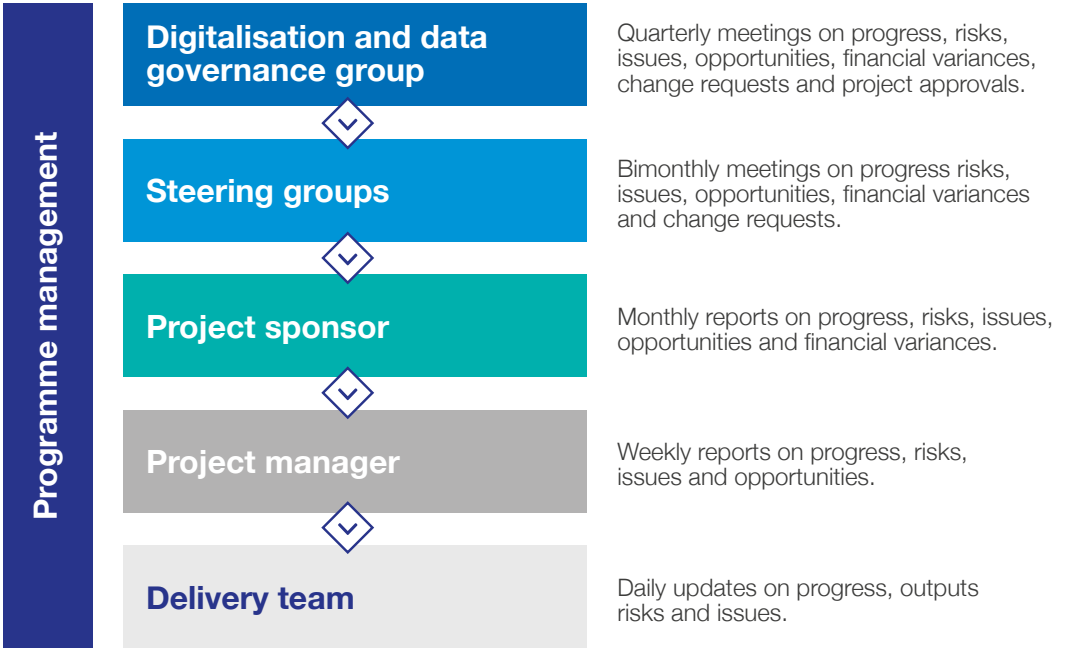 Programme management
Digitalisation and data
governance group
Quarterly meetings on progress, risks,
issues, opportunities, financial variances,
change requests and project approvals.
Steering groups
Bimonthly meetings on progress risks,
issues, opportunities, financial variances
and change requests.
Project sponsor
Monthly reports on progress, risks, issues,
opportunities and financial variances.
Project manager
Weekly reports on progress, risks,
issues and opportunities.
Delivery team
Daily updates on progress, outputs
risks and issues.